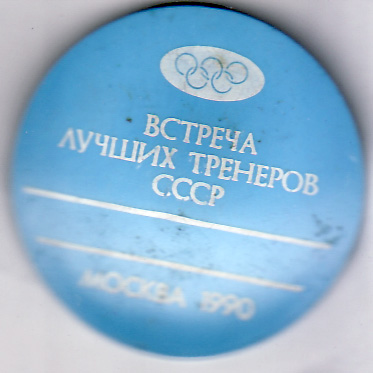 ВСТРЕЧА
ЛУЧШИХ ТРЕНЕРОВ
СССР
МОСКВА 1990